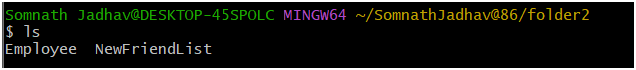 Somnath Jadhav@DESKTOP-45SPOLC MINGW64 ~/SomnathJadhav@86/folder2
$ ls
Employee  NewFriendList